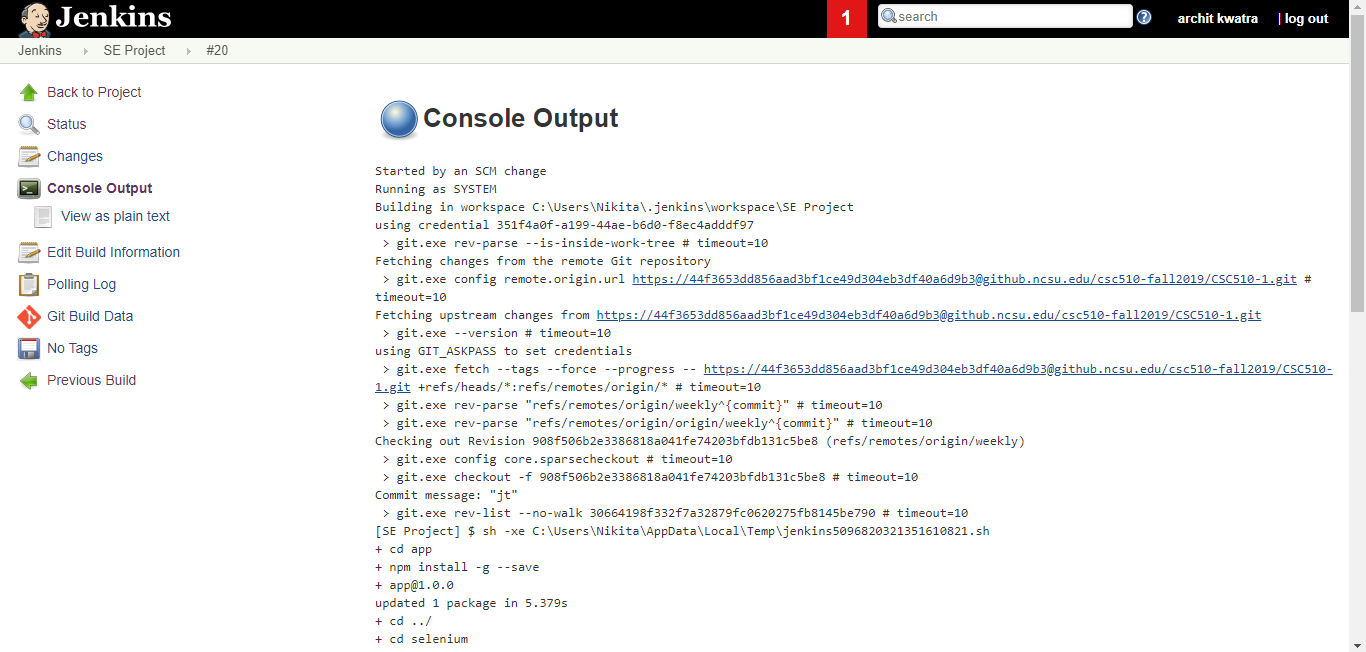 Jenkins
1
search
?
archit kwatra
| log out
Jenkins
SE Project
#20
Back to Project
Status
Changes
Console Output
View as plain text
Edit Build Information
Polling Log
Git Build Data
No Tags
Previous Build
Console Output
Started by an SCM change
Running as SYSTEM
Building in workspace C:\Users\Nikita\.jenkins\workspace\SE Project
using credential 351f4a0f-a199-44ae-b6d0-f8ec4adddf97
> git.exe rev-parse --is-inside-work-tree # timeout=10
Fetching changes from the remote Git repository
> git.exe config remote.origin.url https://44f3653dd856aad3bf1ce49d304eb3df40a6d9b3@github.ncsu.edu/csc510-fall2019/CSC510-1.git #
timeout=10
Fetching upstream changes from https://44f3653dd856aad3bf1ce49d304eb3df40a6d9b3@github.ncsu.edu/csc510-fall2019/CSC510-1.git
> git.exe --version # timeout=10
using GIT_ASKPASS to set credentials
> git.exe fetch --tags --force --progress -- https://44f3653dd856aad3bf1ce49d304eb3df40a6d9b3@github.ncsu.edu/csc510-fall2019/CSC510-
1.git +refs/heads/*:refs/remotes/origin/* # timeout=10
> git.exe rev-parse "refs/remotes/origin/weekly^{commit}" # timeout=10
> git.exe rev-parse "refs/remotes/origin/origin/weekly^{commit}" # timeout=10
Checking out Revision 908f506b2e3386818a041fe74203bfdb131c5be8 (refs/remotes/origin/weekly)
> git.exe config core.sparsecheckout # timeout=10
> git.exe checkout -f 908f506b2e3386818a041fe74203bfdb131c5be8 # timeout=10
Commit message: "jt"
> git.exe rev-list --no-walk 30664198f332f7a32879fc0620275fb8145be790 # timeout=10
[SE Project] $ sh -xe C:\Users\Nikita\AppData\Local\Temp\jenkins5096820321351610821.sh
+ cd app
+ npm install -g --save
+ app@1.0.0
updated 1 package in 5.379s
+ cd ../
+ cd selenium